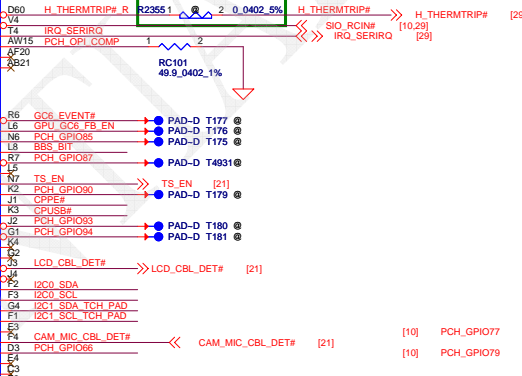 D60 H_THERMTRIP#_R R2355 1 @ 2 0_0402_5% H_THERMTRIP# H_THERMTRIP# [29
V4 SIO_RCIN# [10,29]
T4 IRQ_SERIRQ IRQ_SERIRQ [29]
AW15 PCH_OPI_COMP 1 2
AF20
AB21 RC101
49.9_0402_1%
R6 GC6_EVENT# PAD-D T177 @
L6 GPU_GC6_FB_EN PAD-D T176 @
N6 PCH_GPIO85 PAD-D T175 @
L8 BBS_BIT
R7 PCH_GPIO87 PAD-D T4931@
L5
N7 TS_EN TS_EN [21]
K2 PCH_GPIO90 PAD-D T179 @
J1 CPPE#
K3 CPUSB#
J2 PCH_GPIO93 PAD-D T180 @
G1 PCH_GPIO94 PAD-D T181 @
K4
G2
J3 LCD_CBL_DET# LCD_CBL_DET# [21]
J4
F2 I2C0_SDA
F3 I2C0_SCL
G4 I2C1_SDA_TCH_PAD
F1 I2C1_SCL_TCH_PAD
E3 [10] PCH_GPIO77
F4 CAM_MIC_CBL_DET# CAM_MIC_CBL_DET# [21]
D3 PCH_GPIO66 [10] PCH_GPIO79
E4
C3